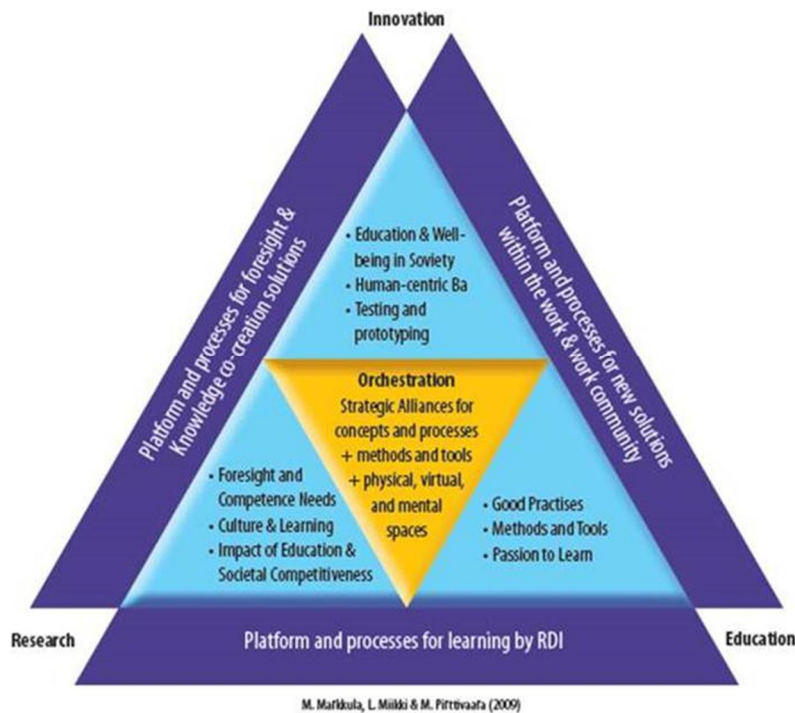 Innovation
Platform and processes for foresight &
Knowledge co-creation solutions
Platform and processes for new solutions
within the work & work community
• Education & Well-
being in Soviety
• Human-centric Ba
• Testing and
prototyping
Orchestration
Strategic Alliances for
concepts and processes
+ methods and tools
+ physical, virtual,
and mental
spaces
• Foresight and
Competence Needs
• Culture & Learning
• Impact of Education &
Societal Competitiveness
• Good Practises
• Methods and Tools
• Passion to Learn
Research
Platform and processes for learning by RDI
Education
M. Markkula, L. Miikki & M. Pirttivaara (2009)